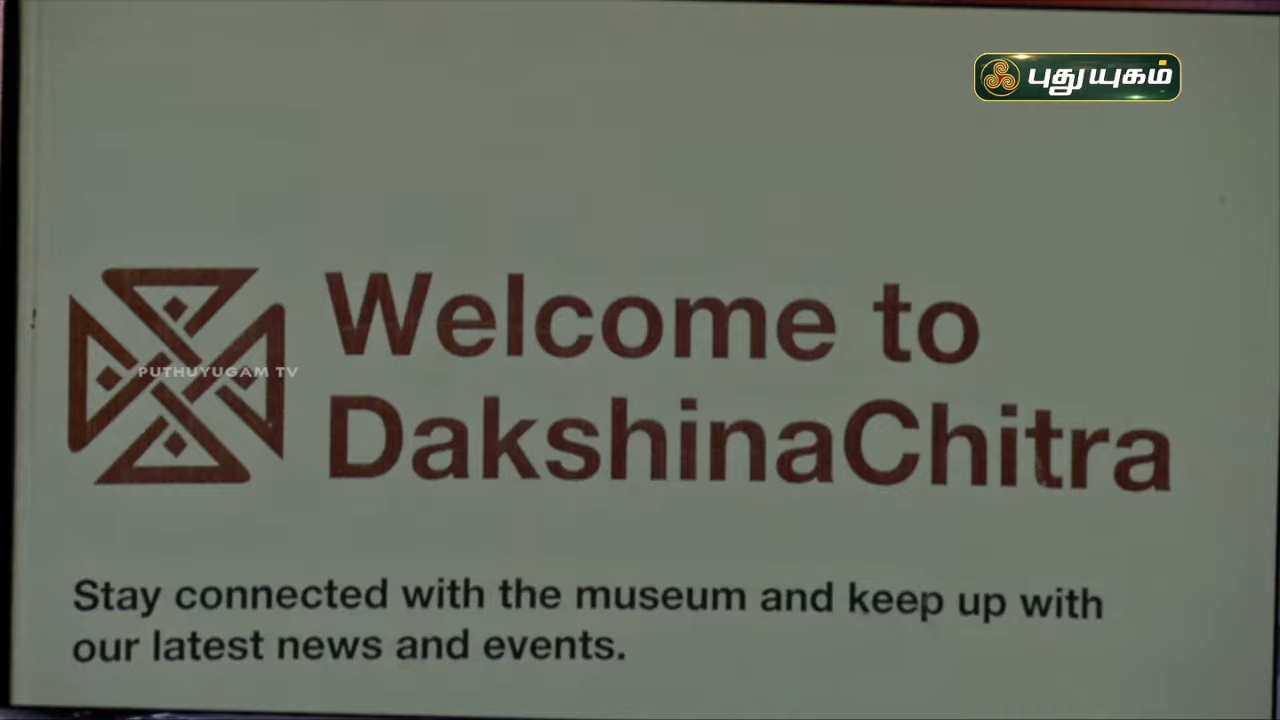 புதுயுகம்
Welcome to
PUTHUYUGAM TV
DakshinaChitra
Stay connected with the museum and keep up with
our latest news and events.